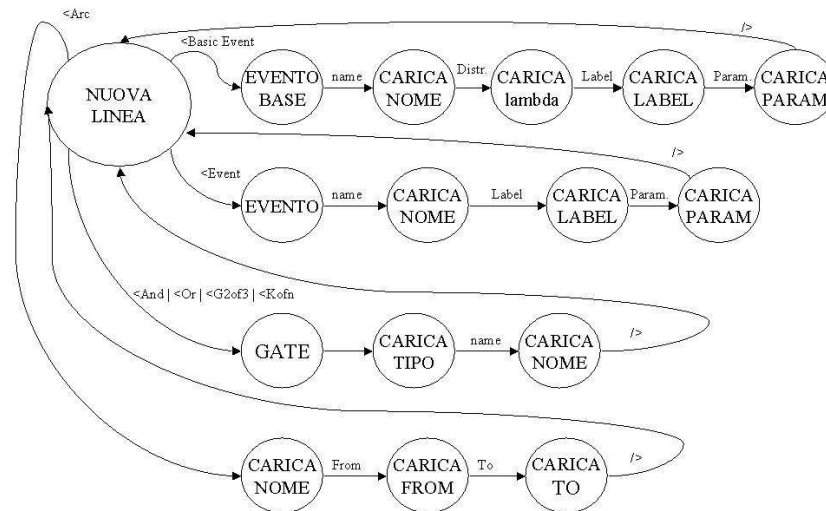 <Arc
/>
<Basic Event
NUOVA
LINEA
EVENTO
BASE
name
CARICA
NOME
Distr.
CARICA
lambda
Label
CARICA
LABEL
Param.
CARICA
PARAM
/>
<Event
EVENTO
name
CARICA
NOME
Label
CARICA
LABEL
Param.
CARICA
PARAM
<And | <Or | <G2of3 | <Kofn
GATE
CARICA
TIPO
name
CARICA
NOME
/>
CARICA
NOME
From
CARICA
FROM
To
CARICA
TO
/>